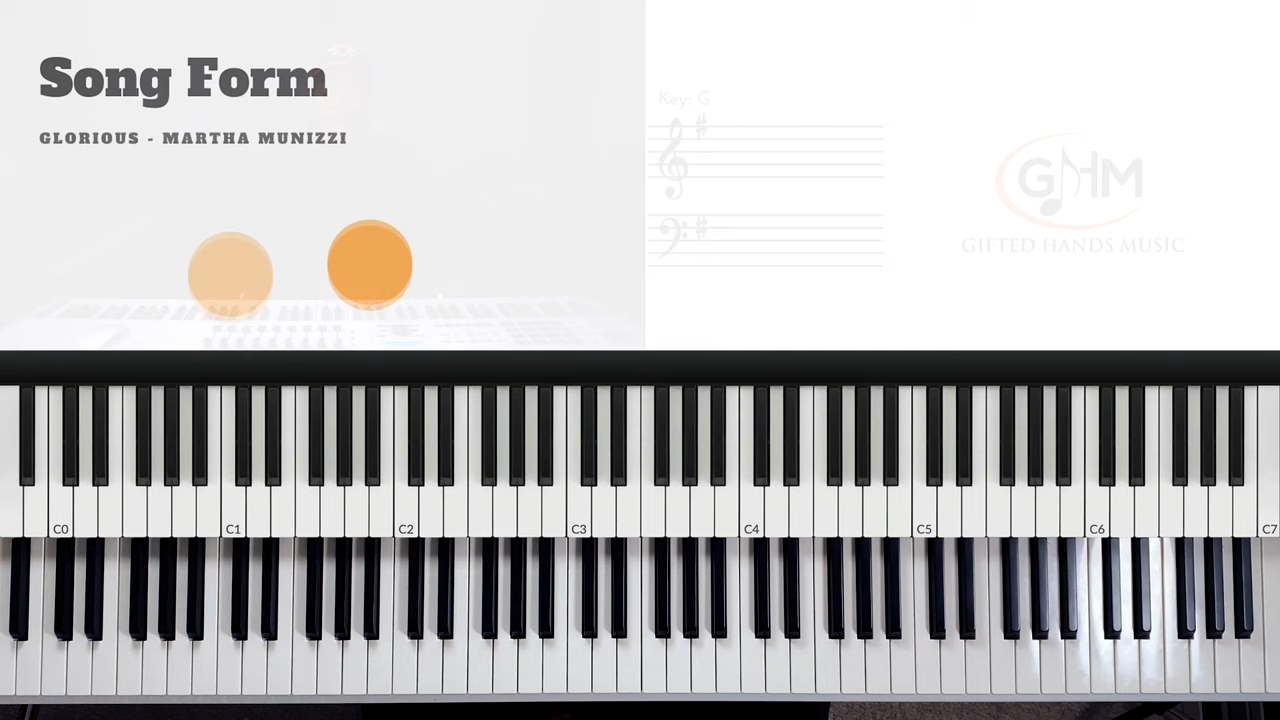 Song Form
GLORIOUS - MARTHA MUNIZZI
Key: G
GHM
GIFTED HANDS MUSIC
C0 C1 C2 C3 C4 C5 C6 C7